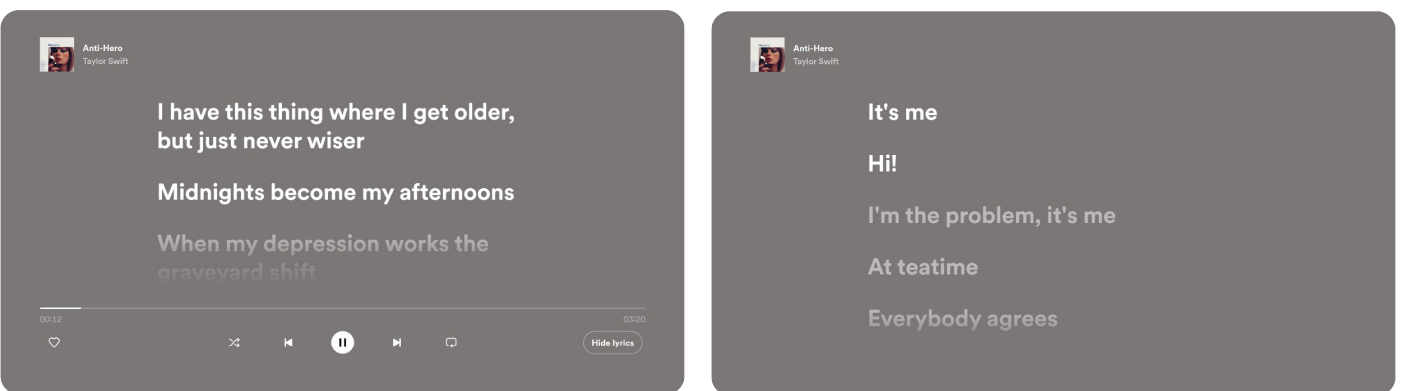 Anti-Hero
Taylor Swift
I have this thing where I get older,
but just never wiser
Midnights become my afternoons
When my depression works the
graveyard shift
00:12
03:20
Hide lyrics
Anti-Hero
Taylor Swift
It's me
Hi!
I'm the problem, it's me
At teatime
Everybody agrees